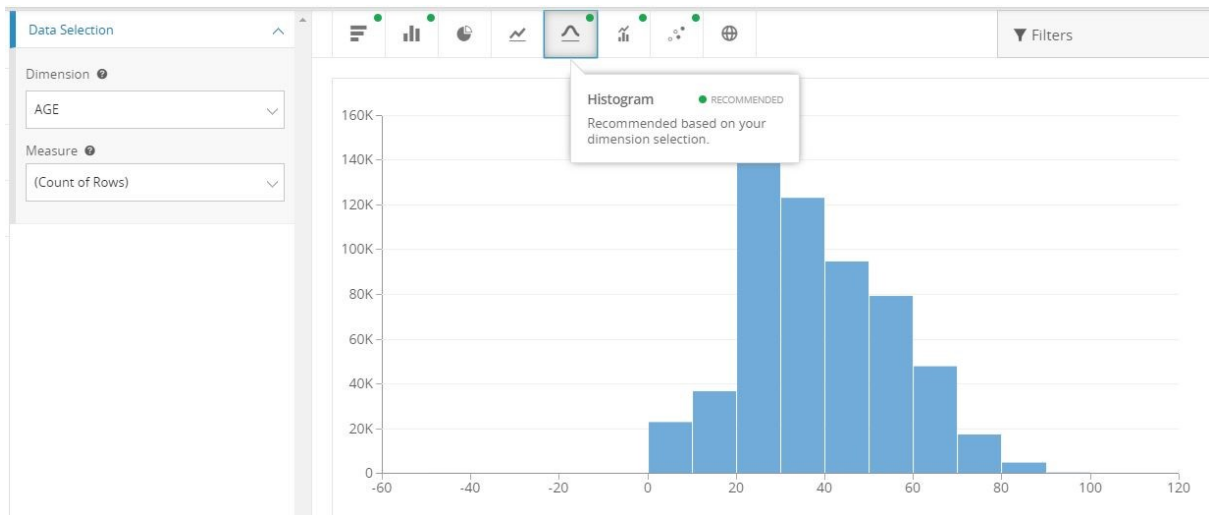 Data Selection
Filters
Dimension
AGE
Measure
(Count of Rows)
Histogram
RECOMMENDED
Recommended based on your
dimension selection.
160K
140K
120K
100K
80K
60K
40K
20K
0
-60 -40 -20 0 20 40 60 80 100 120